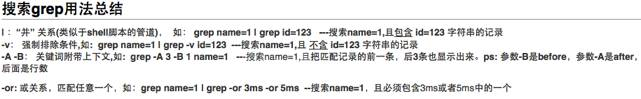 搜索grep用法总结
| : “并” 关系(类似于shell脚本的管道), 如: grep name=1 | grep id=123 ---搜索name=1,且包含 id=123 字符串的记录
-v: 强制排除条件,如: grep name=1 | grep -v id=123 ---搜索name=1,且 不含 id=123 字符串的记录
-A -B: 关键词附带上下文,如: grep -A 3 -B 1 name=1 ---搜索name=1,且把匹配记录的前一条，后3条也显示出来。ps: 参数-B是before，参数-A是after，
后面是行数
-or: 或关系，匹配任意一个，如：grep name=1 | grep -or 3ms -or 5ms --搜索name=1，且必须包含3ms或者5ms中的一个